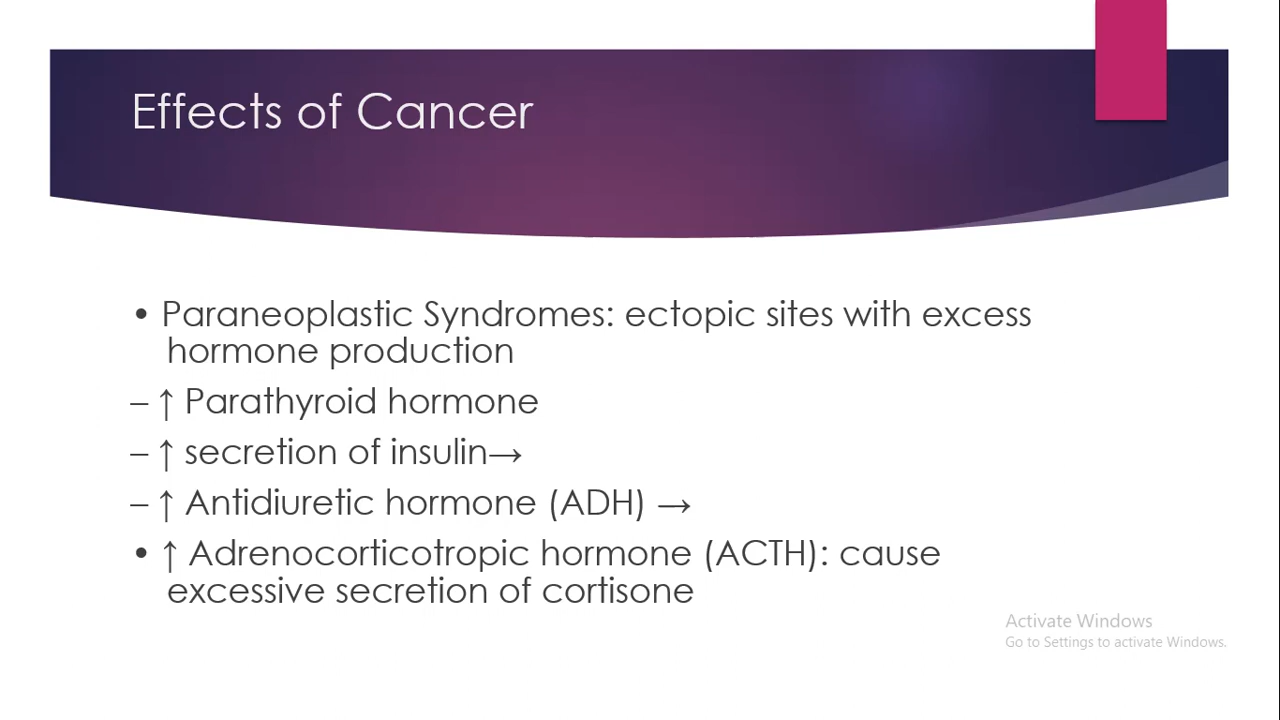 Effects of Cancer
• Paraneoplastic Syndromes: ectopic sites with excess
hormone production
– ↑ Parathyroid hormone
– ↑ secretion of insulin→
– ↑ Antidiuretic hormone (ADH) →
• ↑ Adrenocorticotropic hormone (ACTH): cause
excessive secretion of cortisone
Activate Windows
Go to Settings to activate Windows.